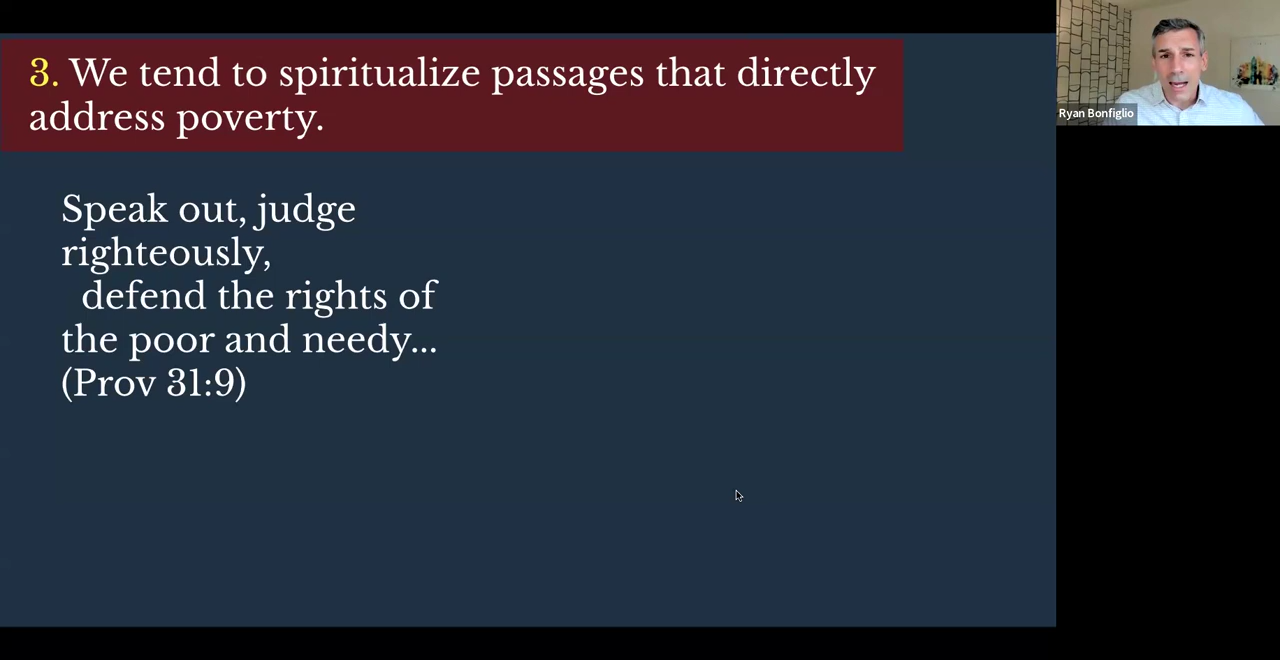 3. We tend to spiritualize passages that directly
address poverty.
Speak out, judge
righteously,
defend the rights of
the poor and needy...
(Prov 31:9)
Ryan Bonfiglio